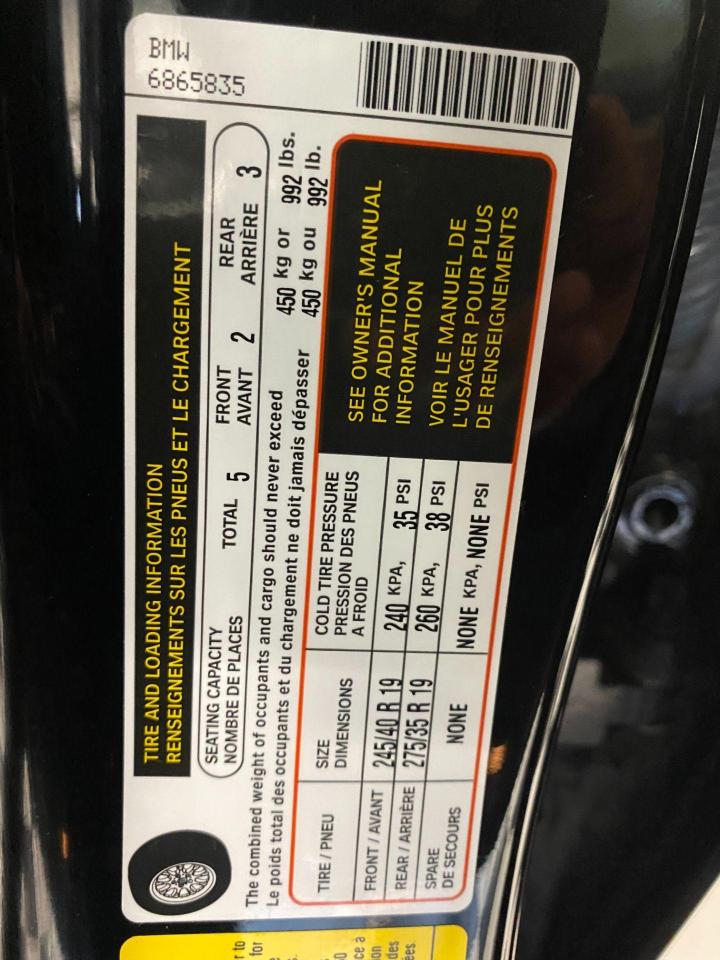 BMW
6865835
TIRE AND LOADING INFORMATION
RENSEIGNEMENTS SUR LES PNEUS ET LE CHARGEMENT
SEATING CAPACITY
NOMBRE DE PLACES
TOTAL 5
FRONT
AVANT 2
REAR
ARRIÈRE 3
The combined weight of occupants and cargo should never exceed 450 kg or 992 lbs.
Le poids total des occupants et du chargement ne doit jamais dépasser 450 kg ou 992 lb.
TIRE / PNEU
SIZE
DIMENSIONS
COLD TIRE PRESSURE
PRESSION DES PNEUS
A FROID
FRONT / AVANT 245/40 R 19 240 KPA, 35 PSI
REAR / ARRIÈRE 275/35 R 19 260 KPA, 38 PSI
SPARE
DE SECOURS
NONE NONE KPA, NONE PSI
SEE OWNER'S MANUAL
FOR ADDITIONAL
INFORMATION
VOIR LE MANUEL DE
L'USAGER POUR PLUS
DE RENSEIGNEMENTS
r to
for
ce à
on
des